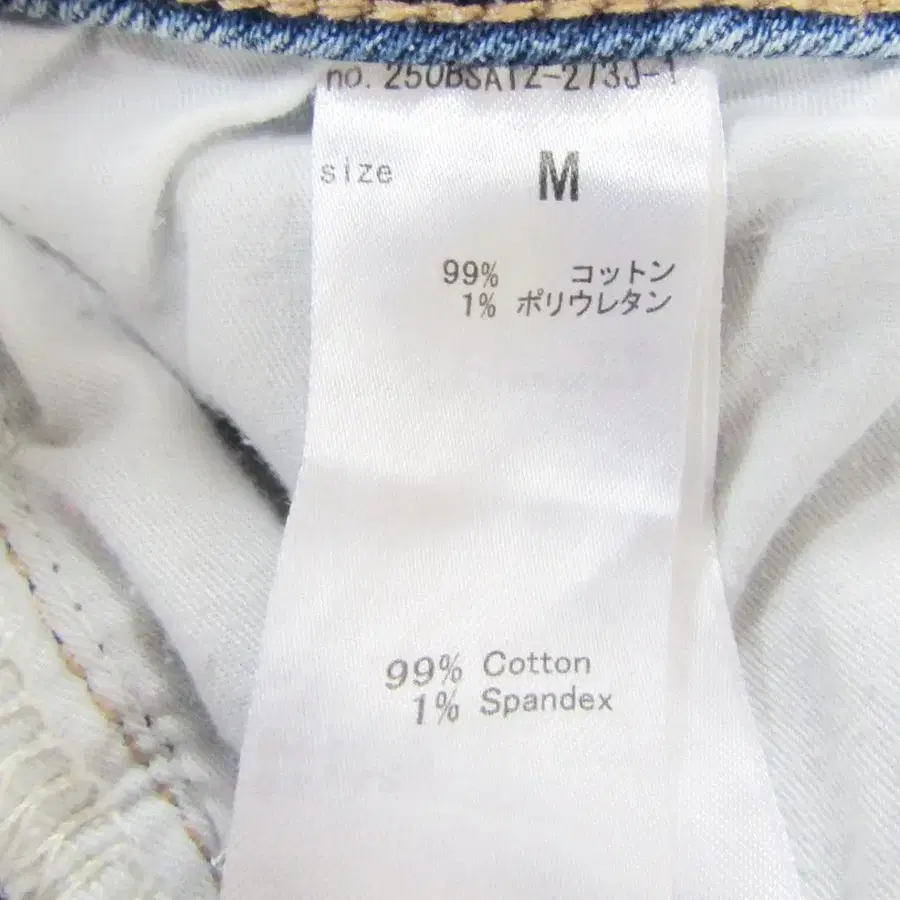 no. 250BSA12-273J-1
size M
99% コットン
1% ポリウレタン
99% Cotton
1% Spandex